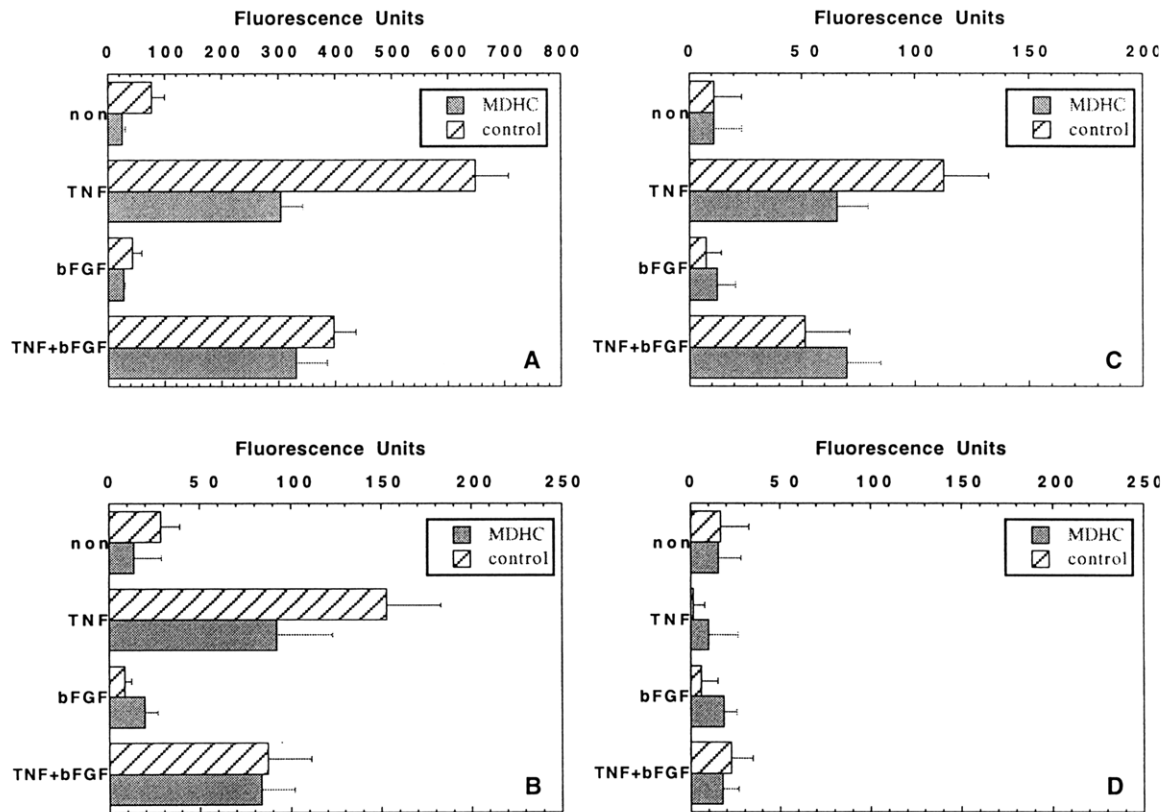 Fluorescence Units
0 100 200 300 400 500 600 700 800
non
TNF
bFGF
TNF+bFGF
MDHC
control
A
Fluorescence Units
0 50 100 150 200
non
TNF
bFGF
TNF+bFGF
MDHC
control
C
Fluorescence Units
0 50 100 150 200 250
non
TNF
bFGF
TNF+bFGF
MDHC
control
B
Fluorescence Units
0 50 100 150 200 25
non
TNF
bFGF
TNF+bFGF
MDHC
control
D